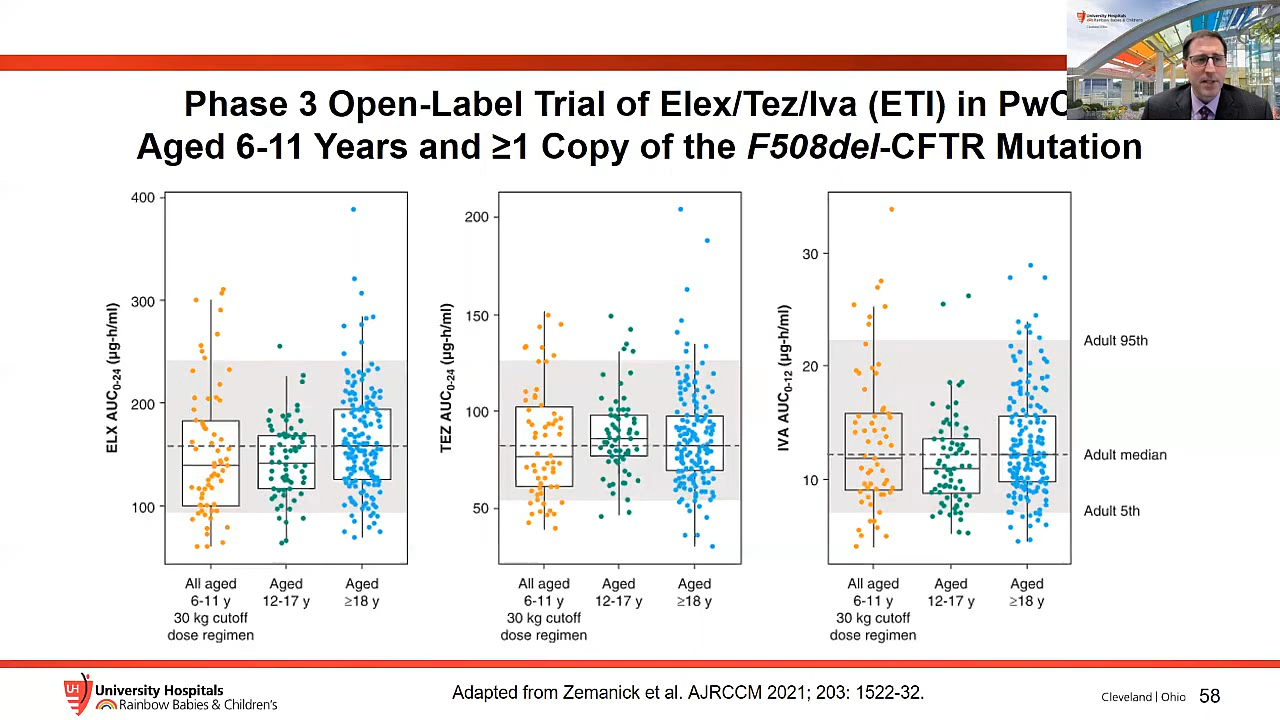 University Hospitals
Phase 3 Open-Label Trial of Elex/Tez/Iva (ETI) in PwC
Aged 6-11 Years and ≥1 Copy of the F508del-CFTR Mutation
ELX AUC0-24 (µg-h/ml)
400
300
200
100
All aged
6-11 y
30 kg cutoff
dose regimen
Aged
12-17 y
Aged
≥18 y
TEZ AUC0-24 (µg-h/ml)
200
150
100
50
All aged
6-11 y
30 kg cutoff
dose regimen
Aged
12-17 y
Aged
≥18 y
IVA AUC0-12 (µg-h/ml)
30
20
10
All aged
6-11 y
30 kg cutoff
dose regimen
Aged
12-17 y
Aged
≥18 y
Adult 95th
Adult median
Adult 5th
UH
University Hospitals
Rainbow Babies & Children's
Adapted from Zemanick et al. AJRCCM 2021; 203: 1522-32.
Cleveland | Ohio 58